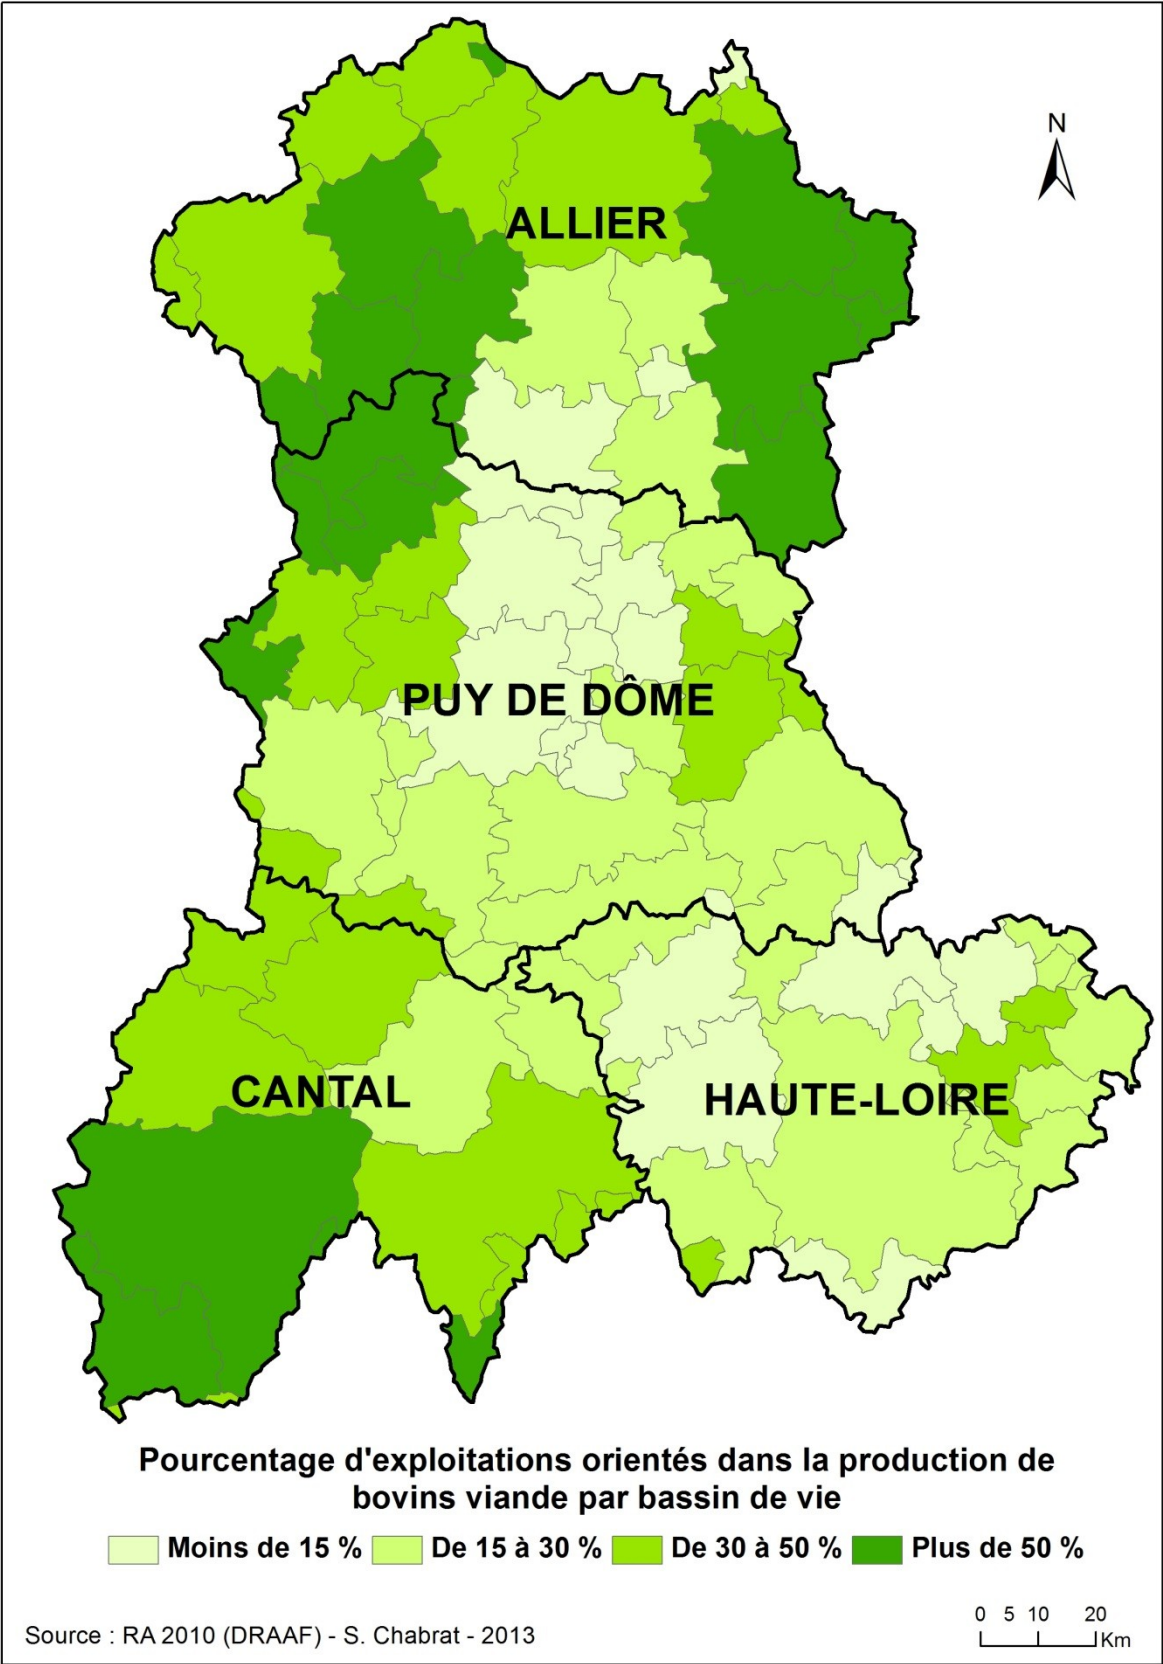 N
ALLIER
PUY DE DÔME
CANTAL
HAUTE-LOIRE
Pourcentage d'exploitations orientés dans la production de
bovins viande par bassin de vie
Moins de 15 % De 15 à 30 % De 30 à 50 % Plus de 50 %
0 5 10 20
Km
Source : RA 2010 (DRAAF) - S. Chabrat - 2013